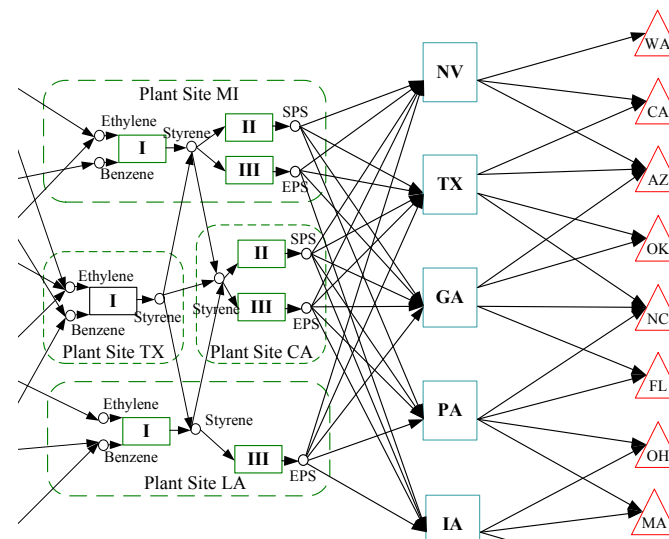 WA
NV
Plant Site MI
SPS
CA
Ethylene
II
Styrene
I
III
Benzene
EPS
TX
AZ
SPS
OK
II
Ethylene
I
Styrene
GA
III
NC
Benzene
Styrene
EPS
Plant Site TX
Plant Site CA
FL
Ethylene
PA
I
Styrene
OH
Benzene
III
EPS
Plant Site LA
MA
IA